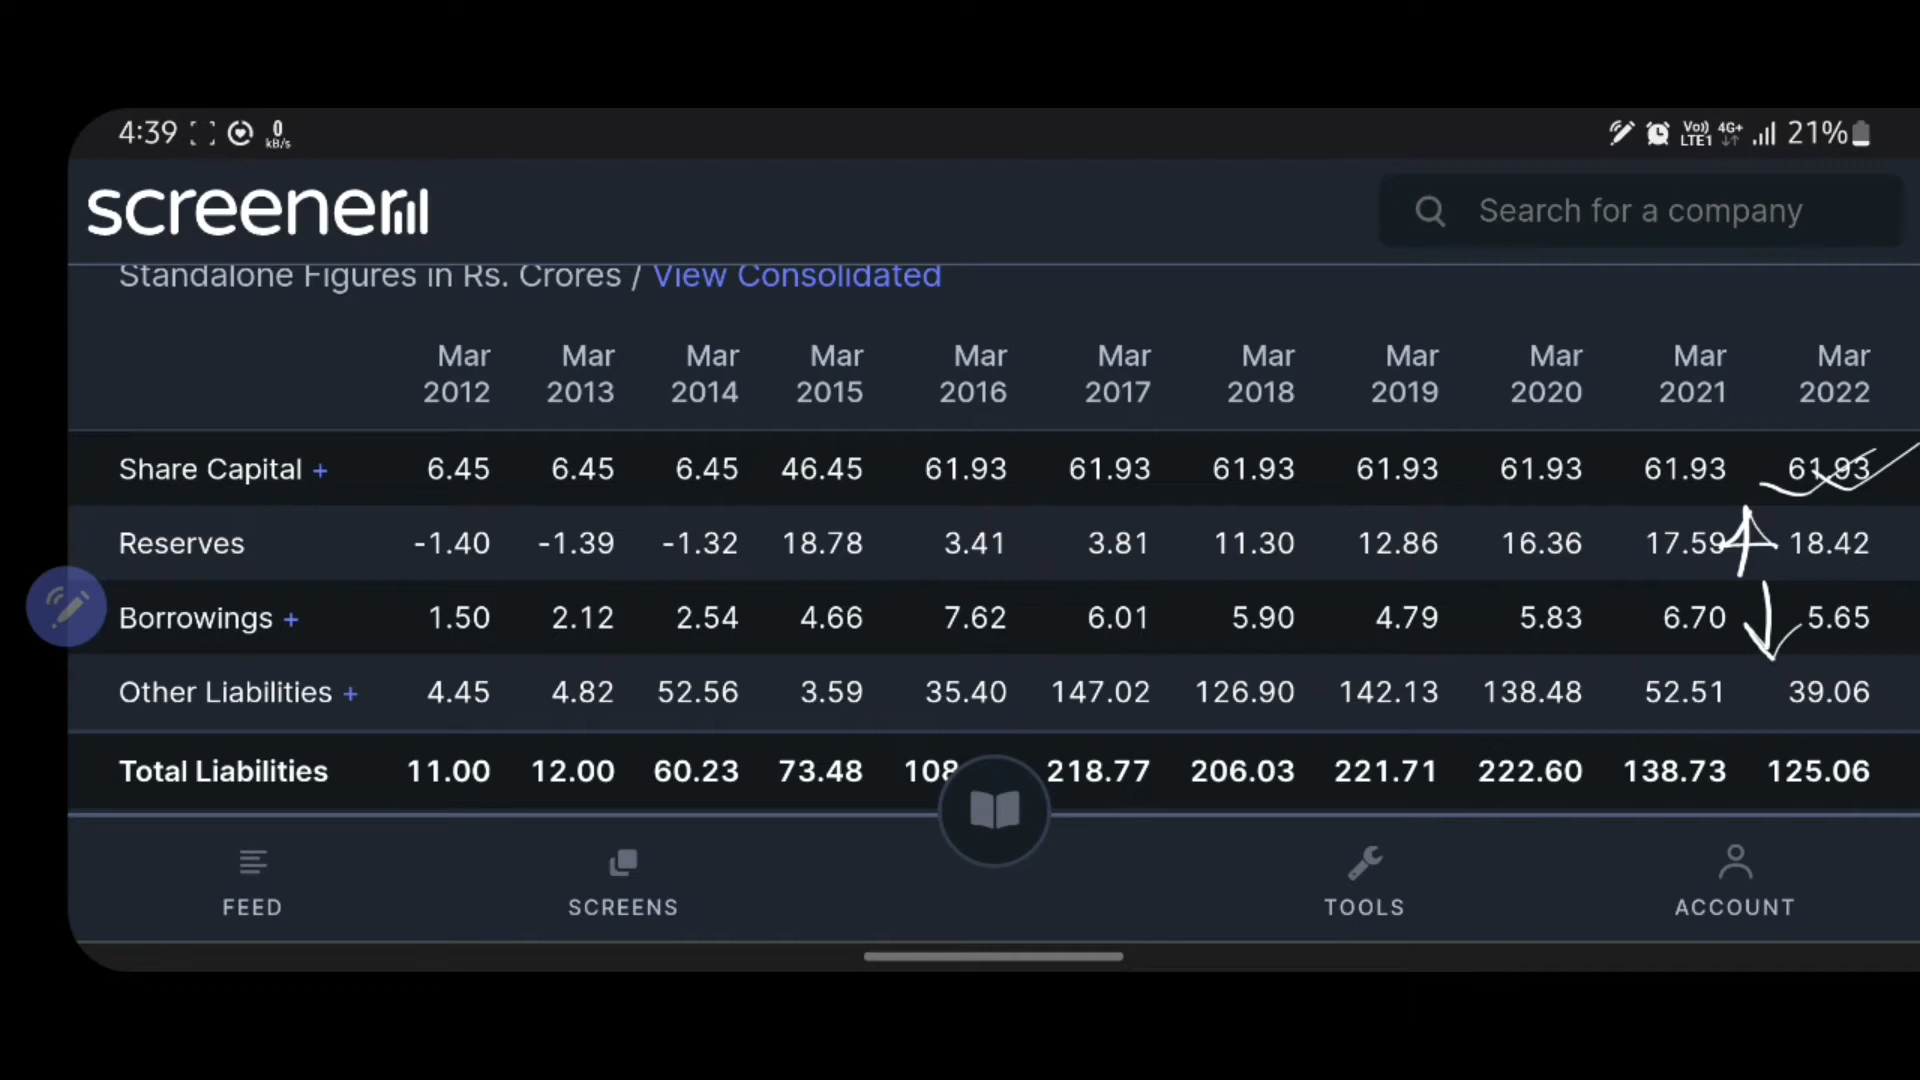 4:39 0 kB/s Vo)) LTE1 4G+ 21%
screener
Search for a company
Standalone Figures in Rs. Crores / View Consolidated
Mar 2012 Mar 2013 Mar 2014 Mar 2015 Mar 2016 Mar 2017 Mar 2018 Mar 2019 Mar 2020 Mar 2021 Mar 2022
Share Capital + 6.45 6.45 6.45 46.45 61.93 61.93 61.93 61.93 61.93 61.93 61.93
Reserves -1.40 -1.39 -1.32 18.78 3.41 3.81 11.30 12.86 16.36 17.59 18.42
Borrowings + 1.50 2.12 2.54 4.66 7.62 6.01 5.90 4.79 5.83 6.70 5.65
Other Liabilities + 4.45 4.82 52.56 3.59 35.40 147.02 126.90 142.13 138.48 52.51 39.06
Total Liabilities 11.00 12.00 60.23 73.48 108 218.77 206.03 221.71 222.60 138.73 125.06
FEED SCREENS TOOLS ACCOUNT